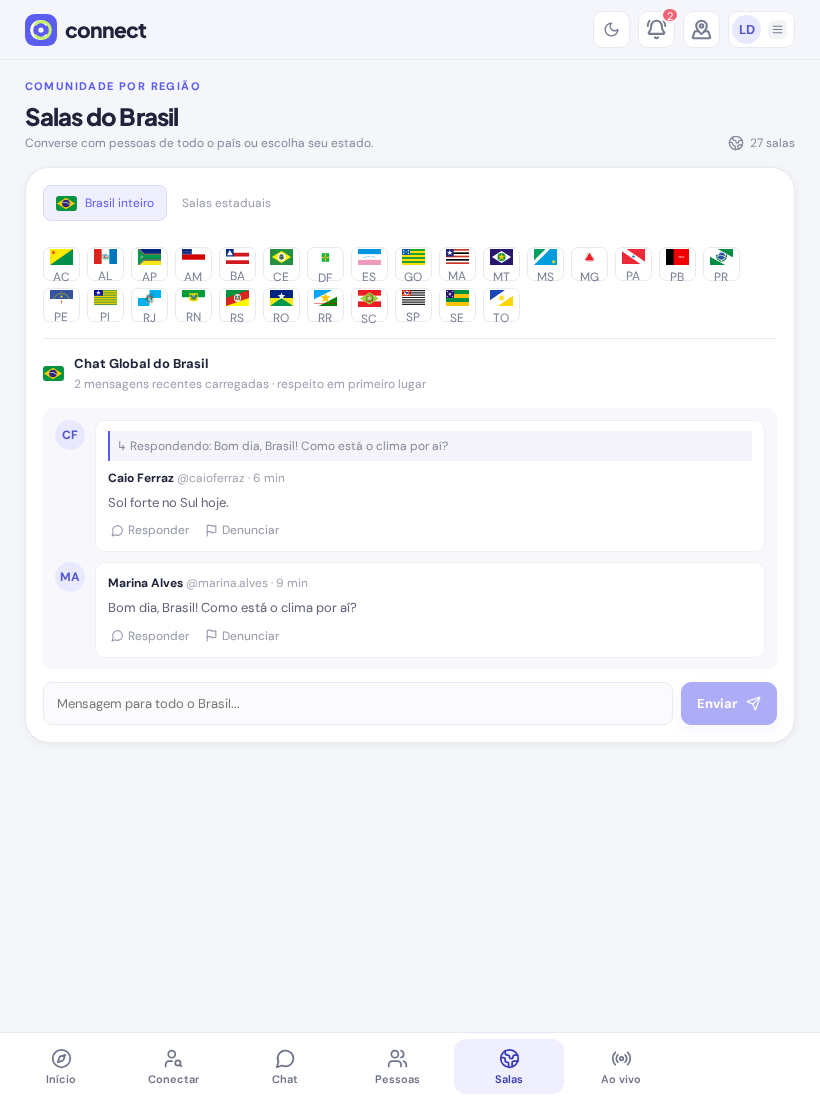 connect
2
LD
COMUNIDADE POR REGIÃO
Salas do Brasil
Converse com pessoas de todo o país ou escolha seu estado.
27 salas
Brasil inteiro
Salas estaduais
AC AL AP AM BA CE DF ES GO MA MT MS MG PA PB PR
PE PI RJ RN RS RO RR SC SP SE TO
Chat Global do Brasil
2 mensagens recentes carregadas · respeito em primeiro lugar
CF
↳ Respondendo: Bom dia, Brasil! Como está o clima por aí?
Caio Ferraz @caioferraz · 6 min
Sol forte no Sul hoje.
Responder Denunciar
MA
Marina Alves @marina.alves · 9 min
Bom dia, Brasil! Como está o clima por aí?
Responder Denunciar
Mensagem para todo o Brasil...
Enviar
Início Conectar Chat Pessoas Salas Ao vivo